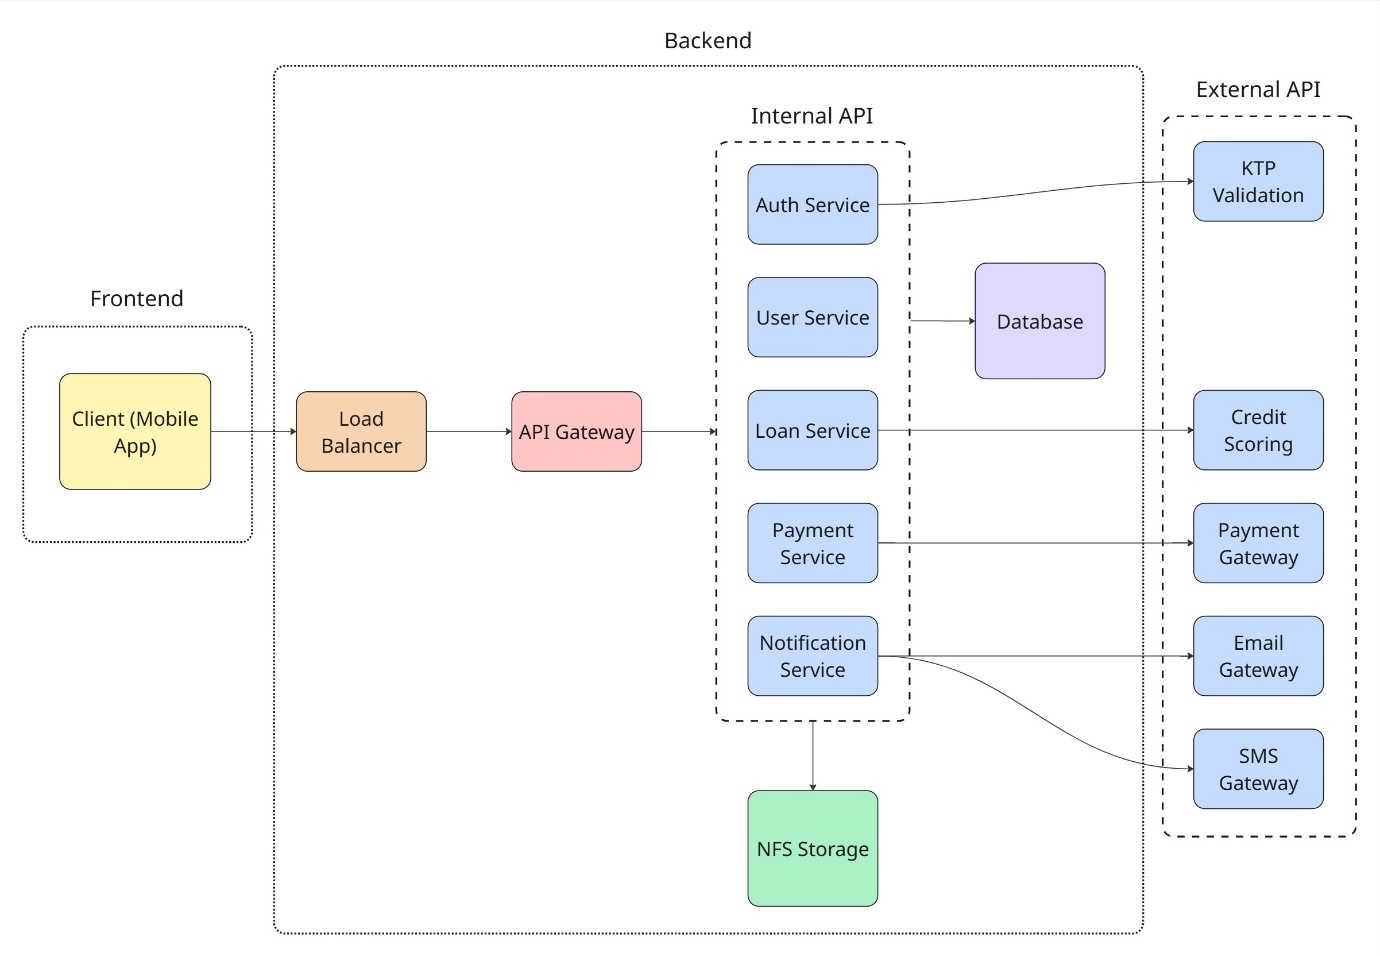 Backend
External API
Internal API
KTP
Validation
Auth Service
User Service
Database
Frontend
Client (Mobile
App)
Load
Balancer
API Gateway
Loan Service
Credit
Scoring
Payment
Service
Payment
Gateway
Notification
Service
Email
Gateway
SMS
Gateway
NFS Storage